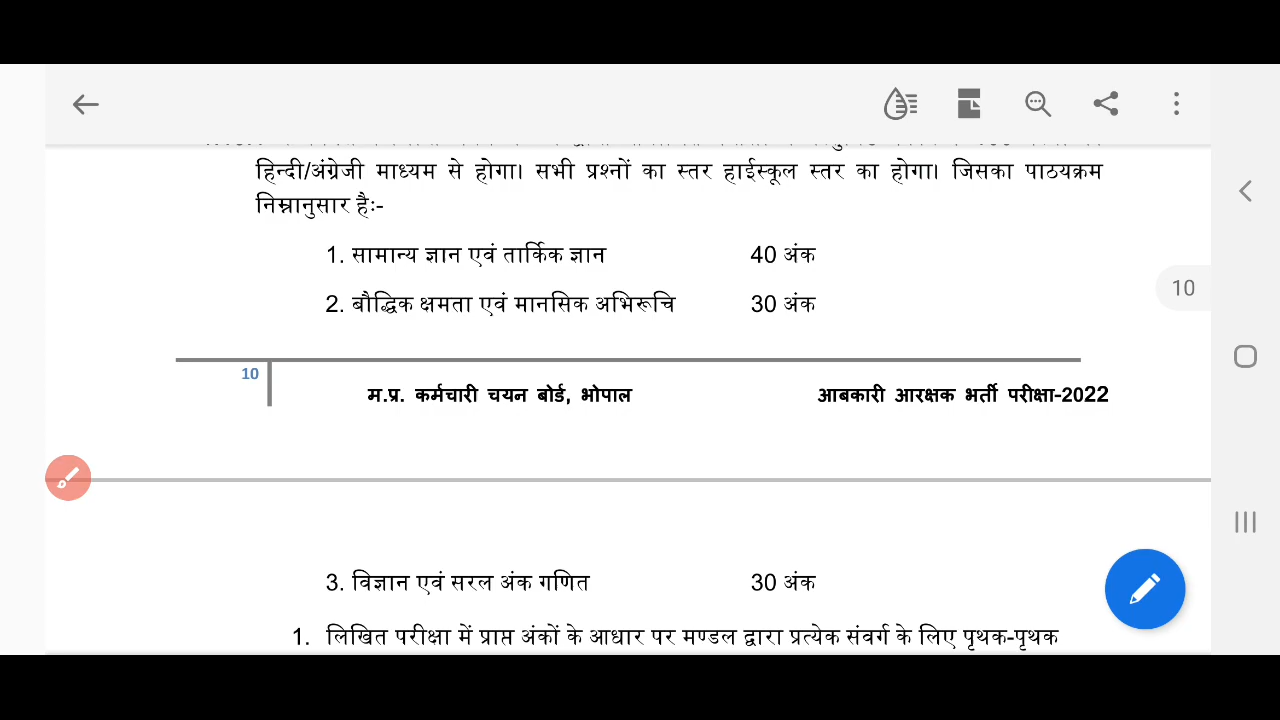 हिन्दी/अंग्रेजी माध्यम से होगा। सभी प्रश्नों का स्तर हाईस्कूल स्तर का होगा। जिसका पाठयक्रम
निम्नानुसार हैः-
1. सामान्य ज्ञान एवं तार्किक ज्ञान 40 अंक
2. बौद्धिक क्षमता एवं मानसिक अभिरूचि 30 अंक
10
10
म.प्र. कर्मचारी चयन बोर्ड, भोपाल आबकारी आरक्षक भर्ती परीक्षा-2022
3. विज्ञान एवं सरल अंक गणित 30 अंक
1. लिखित परीक्षा में प्राप्त अंकों के आधार पर मण्डल द्वारा प्रत्येक संवर्ग के लिए पृथक-पृथक